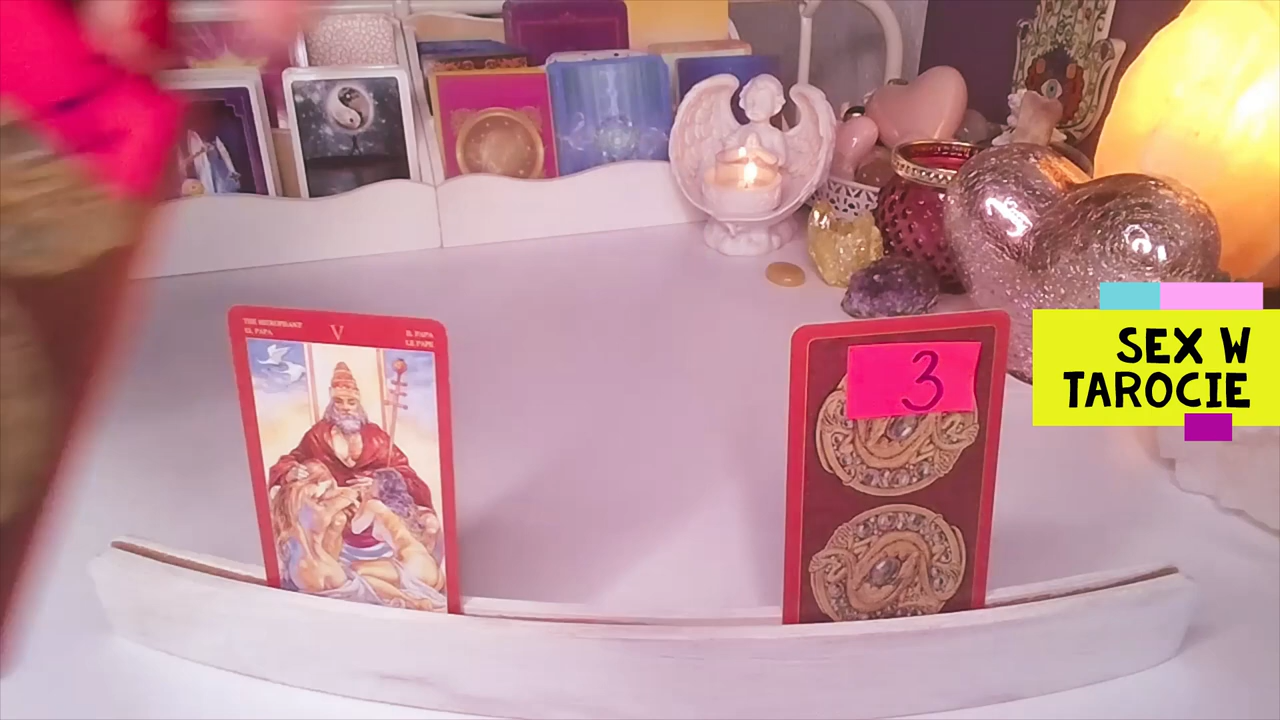 THE HIEROPHANT
EL PAPA
V
IL PAPA
LE PAPE
3
SEX W
TAROCIE